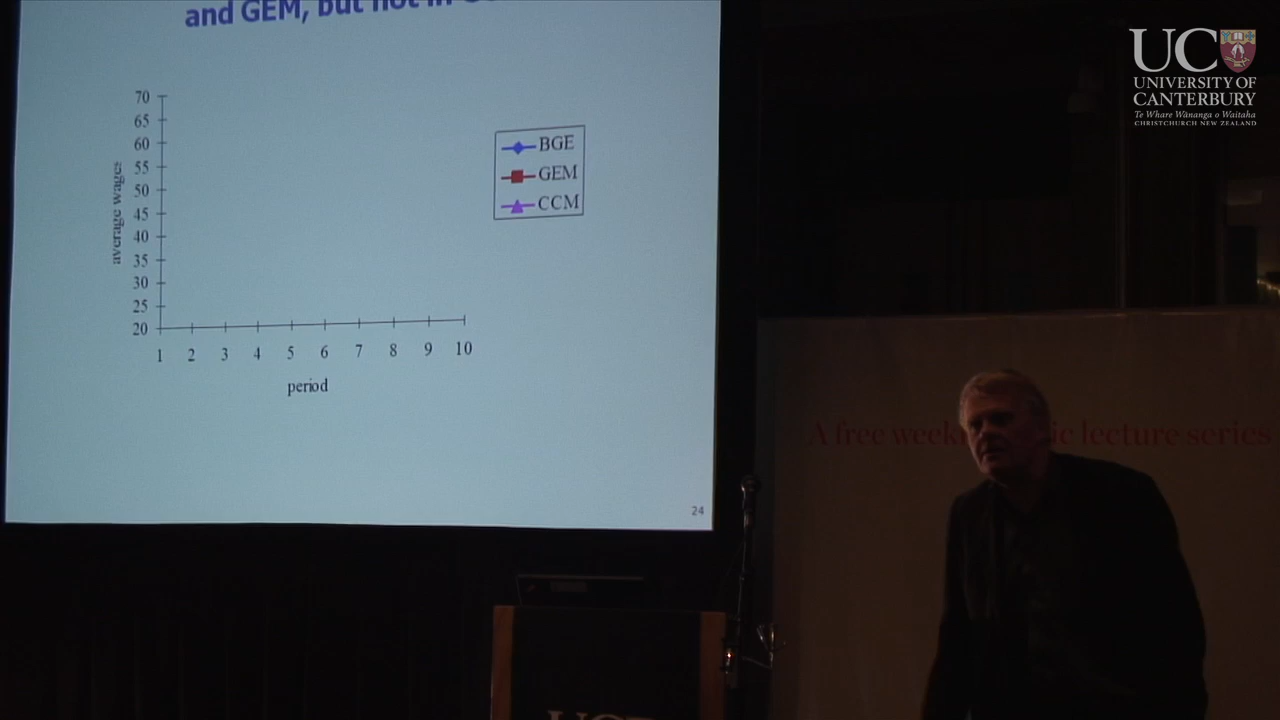 and GEM, but not in
70
65
60
55
50
45
40
35
30
25
20
average wages
1 2 3 4 5 6 7 8 9 10
period
BGE
GEM
CCM
24
UC
UNIVERSITY OF
CANTERBURY
Te Whare Wānanga o Waitaha
CHRISTCHURCH NEW ZEALAND
A free lecture series